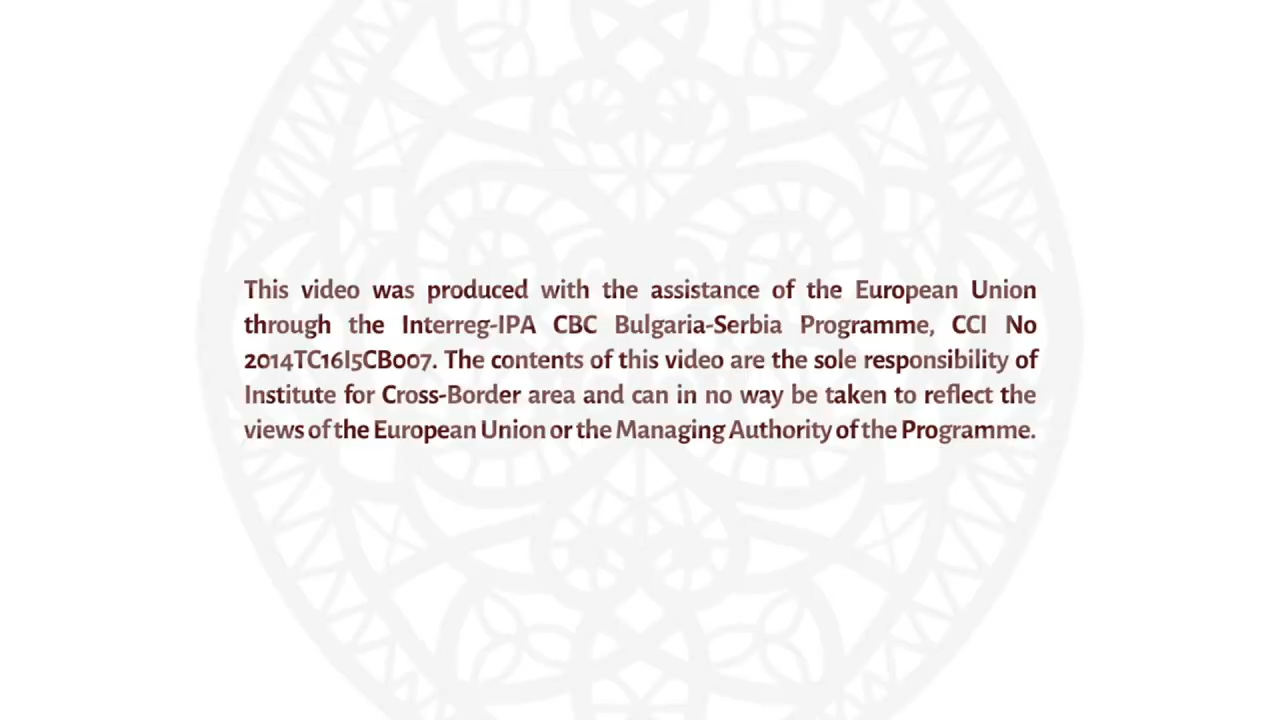 This video was produced with the assistance of the European Union
through the Interreg-IPA CBC Bulgaria-Serbia Programme, CCI No
2014TC16I5CB007. The contents of this video are the sole responsibility of
Institute for Cross-Border area and can in no way be taken to reflect the
views of the European Union or the Managing Authority of the Programme.